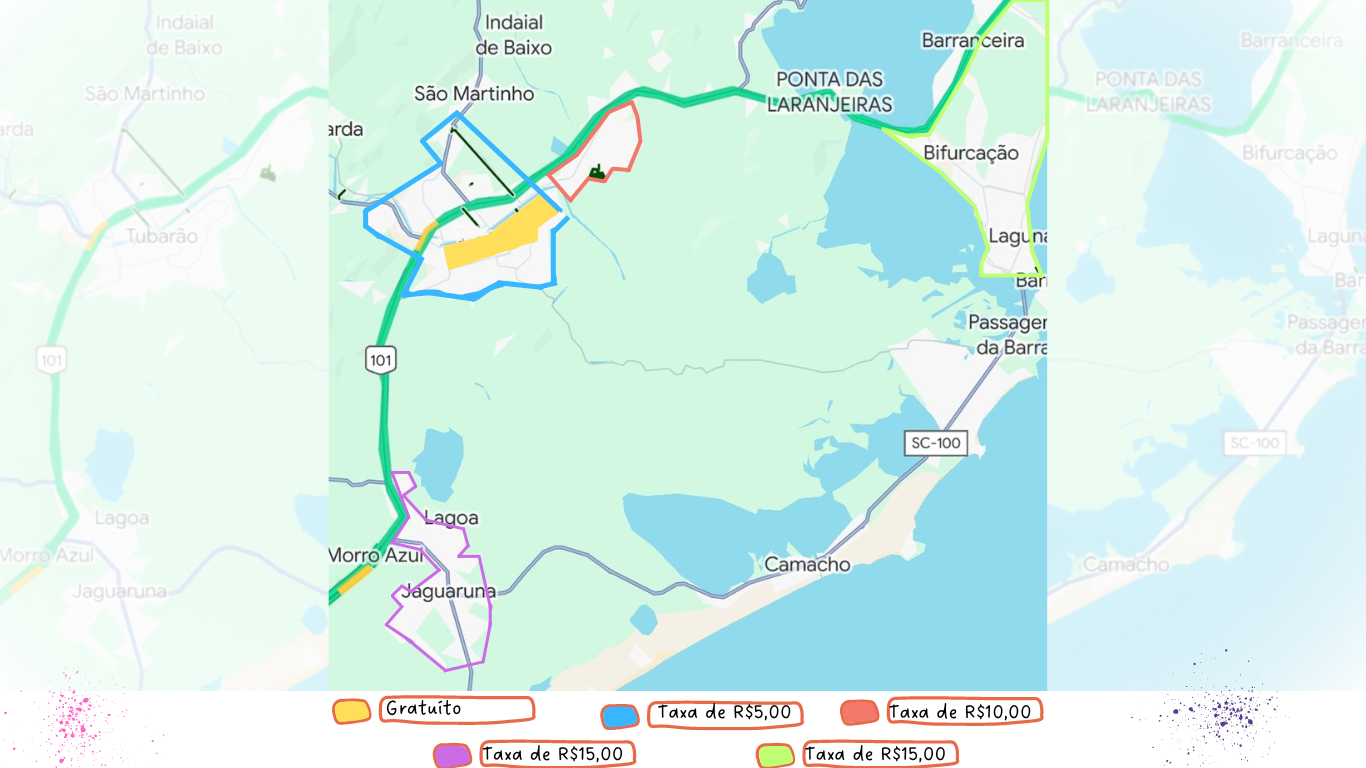 Indaial
de Baixo
Indaial
de Baixo
Barranceira
Barranceira
São Martinho
São Martinho
PONTA DAS
LARANJEIRAS
PONTA DAS
LARANJEIRAS
arda
arda
Bifurcação
Bifurcação
Tubarão
Laguna
Laguna
Bar
Bar
Passagem
da Barra
Passagem
da Barra
101
101
SC-100
SC-100
Lagoa
Lagoa
Morro Azul
Morro Azul
Camacho
Camacho
Jaguaruna
Jaguaruna
Gratuíto
Taxa de R$5,00
Taxa de R$10,00
Taxa de R$15,00
Taxa de R$15,00